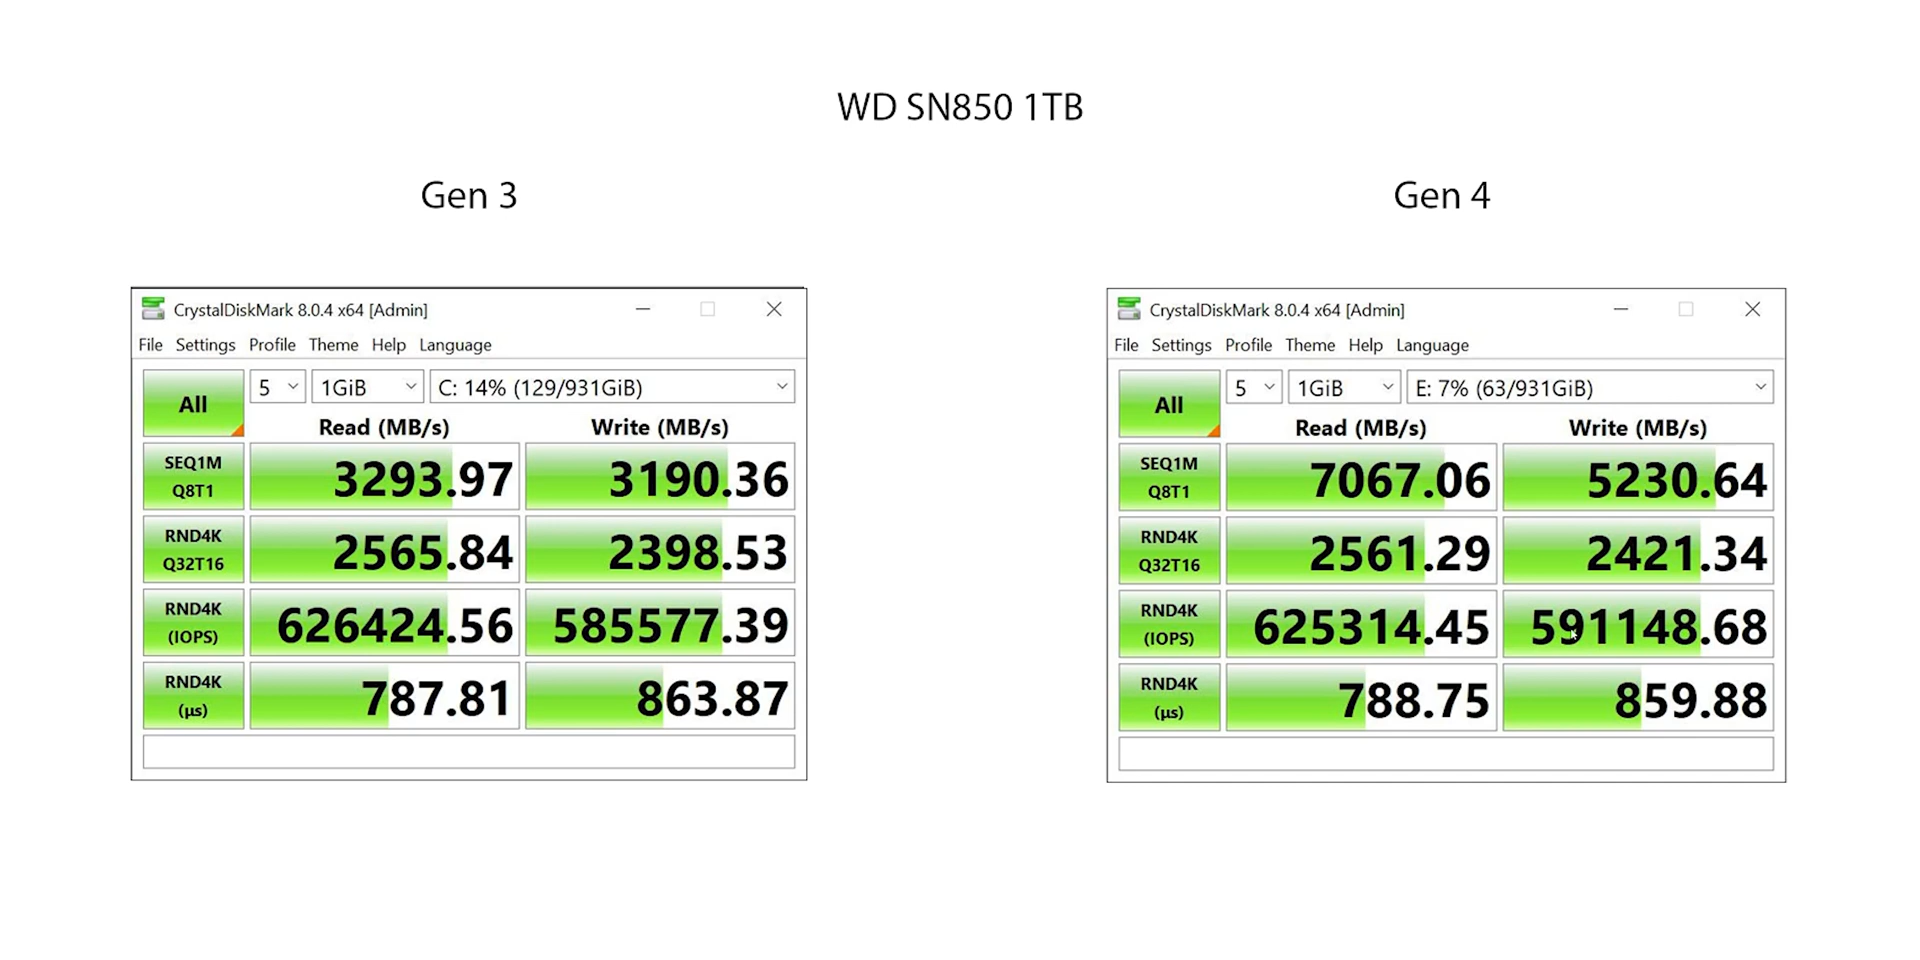 WD SN850 1TB
Gen 3
CrystalDiskMark 8.0.4 x64 [Admin]
File Settings Profile Theme Help Language
All 5 1GiB C: 14% (129/931GiB)
Read (MB/s) Write (MB/s)
SEQ1M
Q8T1
3293.97 3190.36
RND4K
Q32T16
2565.84 2398.53
RND4K
(IOPS)
626424.56 585577.39
RND4K
(µs)
787.81 863.87
Gen 4
CrystalDiskMark 8.0.4 x64 [Admin]
File Settings Profile Theme Help Language
All 5 1GiB E: 7% (63/931GiB)
Read (MB/s) Write (MB/s)
SEQ1M
Q8T1
7067.06 5230.64
RND4K
Q32T16
2561.29 2421.34
RND4K
(IOPS)
625314.45 591148.68
RND4K
(µs)
788.75 859.88